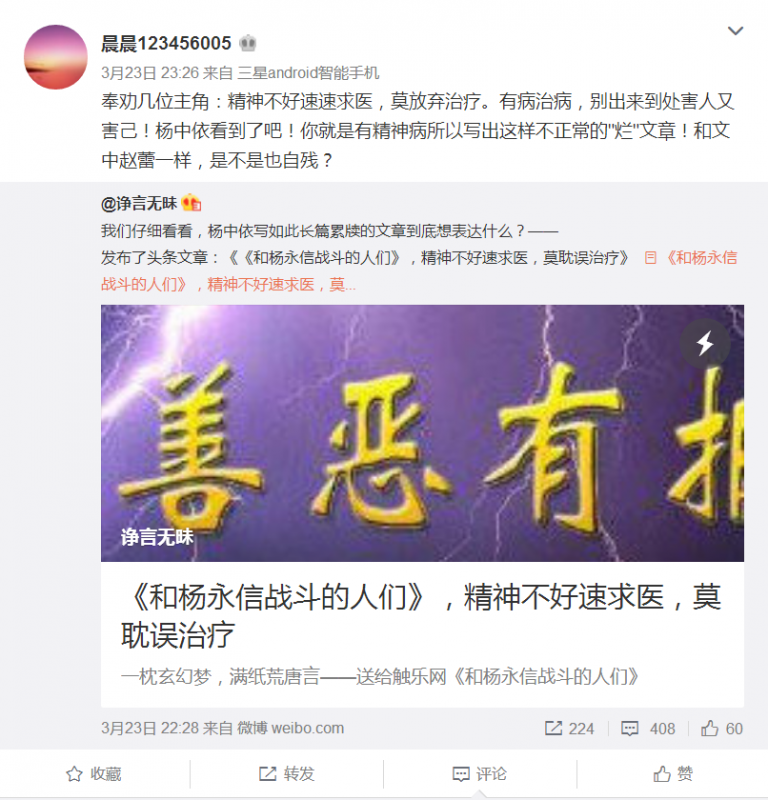 晨晨123456005
3月23日 23:26 来自 三星android智能手机
奉劝几位主角：精神不好速速求医，莫放弃治疗。有病治病，别出来到处害人又
害己！杨中依看到了吧！你就是有精神病所以写出这样不正常的"烂"文章！和文
中赵蕾一样，是不是也自残？
@诤言无昧
我们仔细看看，杨中依写如此长篇累牍的文章到底想表达什么？——
发布了头条文章：《《和杨永信战斗的人们》，精神不好速求医，莫耽误治疗》 《和杨永信
战斗的人们》，精神不好速求医，莫...
善恶有报
诤言无昧
《和杨永信战斗的人们》，精神不好速求医，莫
耽误治疗
一枕玄幻梦，满纸荒唐言——送给触乐网《和杨永信战斗的人们》
3月23日 22:28 来自 微博 weibo.com 224 408 60
收藏 转发 评论 赞